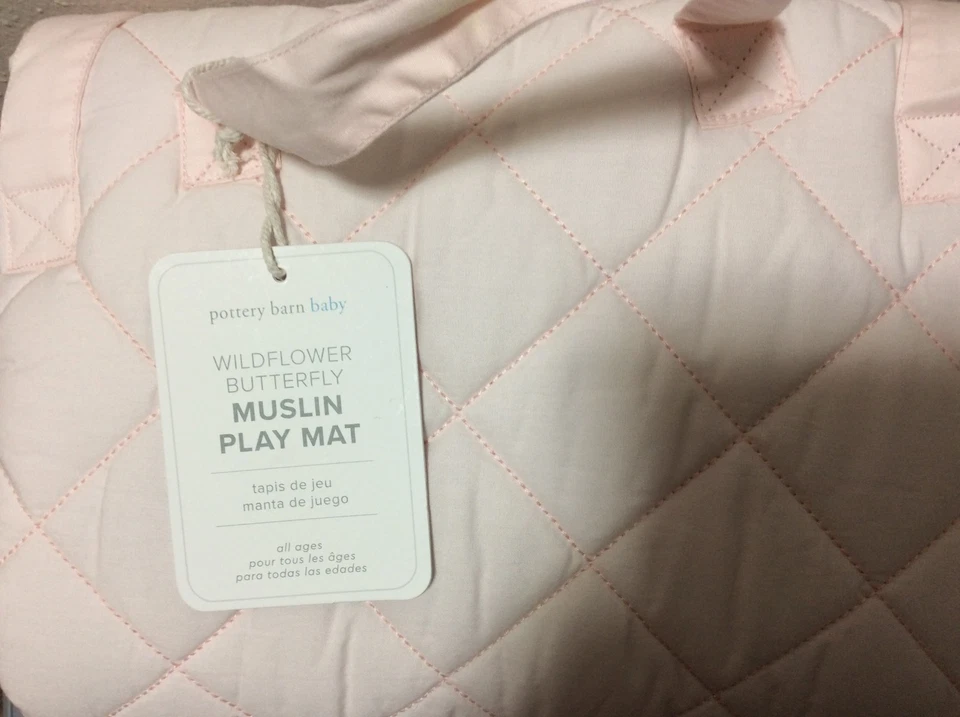 pottery barn baby
WILDFLOWER
BUTTERFLY
MUSLIN
PLAY MAT
tapis de jeu
manta de juego
all ages
pour tous les âges
para todas las edades